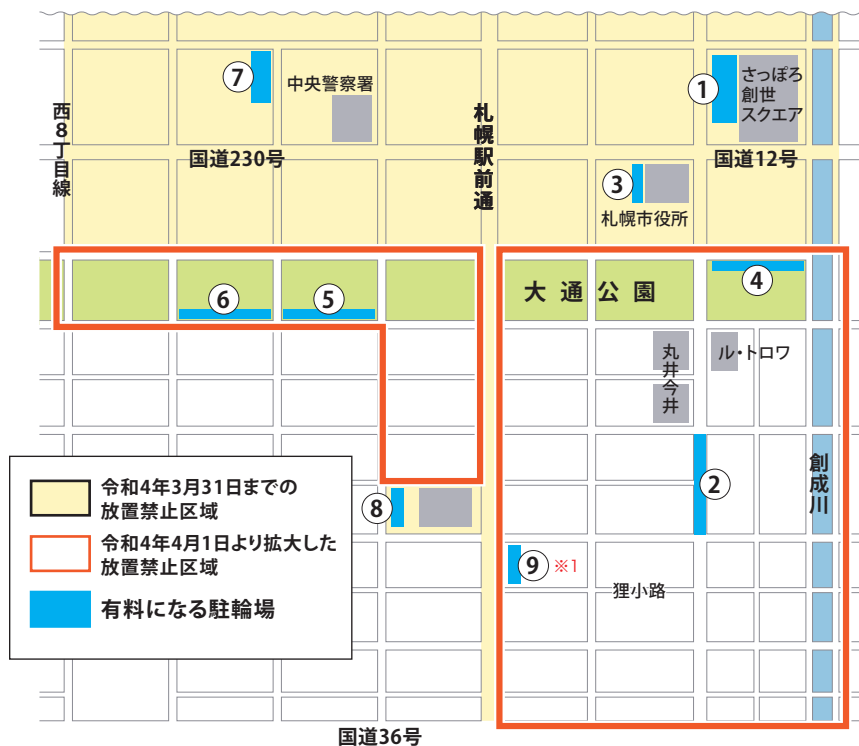 ⑦
中央警察署
①
さっぽろ
創世
スクエア
西8丁目線
札幌駅前通
国道230号
国道12号
③
札幌市役所
⑥
⑤
大通公園
④
丸井今井
ル・トロワ
創成川
②
⑧
⑨
※1
狸小路
令和4年3月31日までの
放置禁止区域
令和4年4月1日より拡大した
放置禁止区域
有料になる駐輪場
国道36号